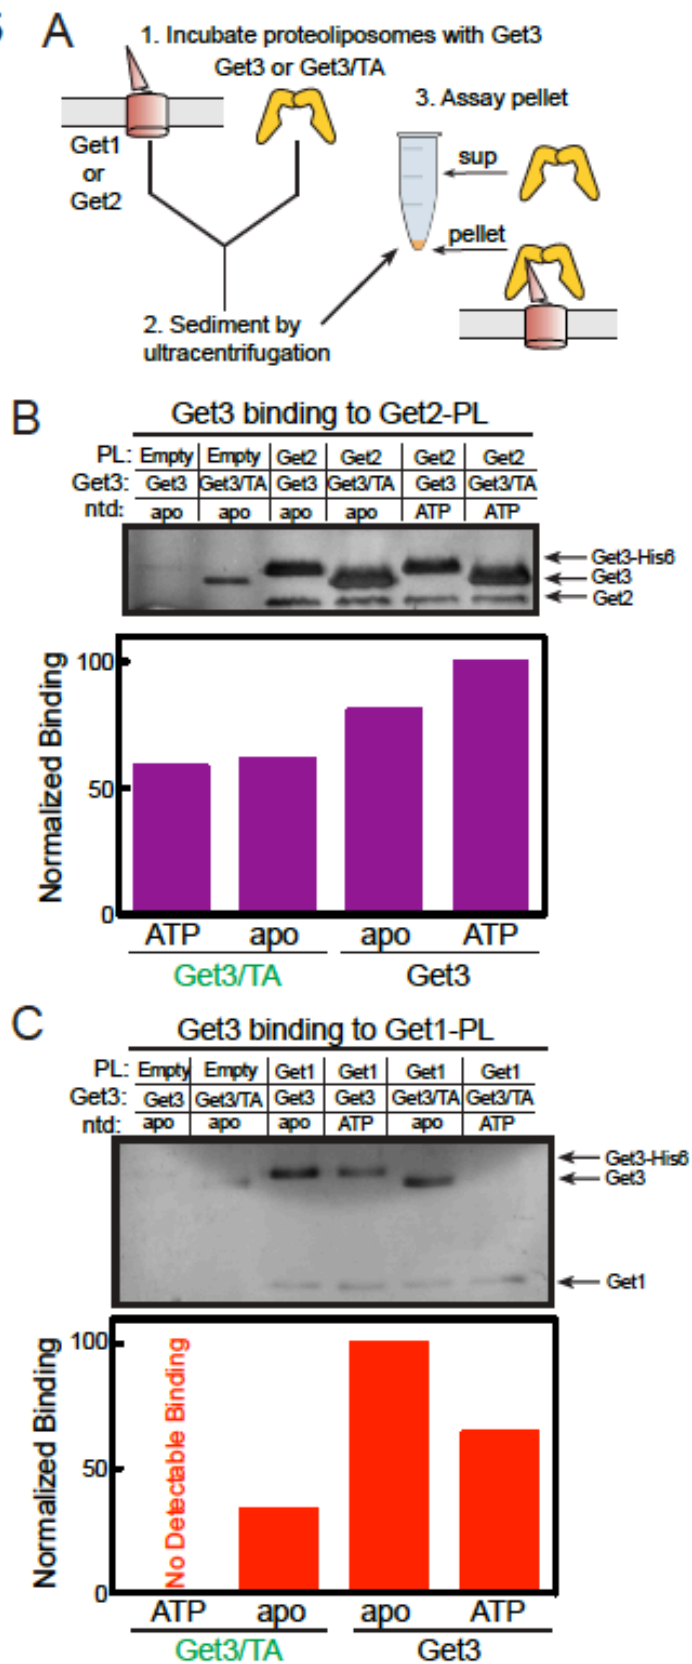 A
1. Incubate proteoliposomes with Get3
Get3 or Get3/TA
3. Assay pellet
Get1
or
Get2
sup
pellet
2. Sediment by
ultracentrifugation
B
Get3 binding to Get2-PL
PL: Empty Empty Get2 Get2 Get2 Get2
Get3: Get3 Get3/TA Get3 Get3/TA Get3 Get3/TA
ntd: apo apo apo apo ATP ATP
Get3-His6
Get3
Get2
Normalized Binding
100
50
0
ATP apo apo ATP
Get3/TA Get3
C
Get3 binding to Get1-PL
PL: Empty Empty Get1 Get1 Get1 Get1
Get3: Get3 Get3/TA Get3 Get3 Get3/TA Get3/TA
ntd: apo apo apo ATP apo ATP
Get3-His6
Get3
Get1
Normalized Binding
100
50
0
No Detectable Binding
ATP apo apo ATP
Get3/TA Get3